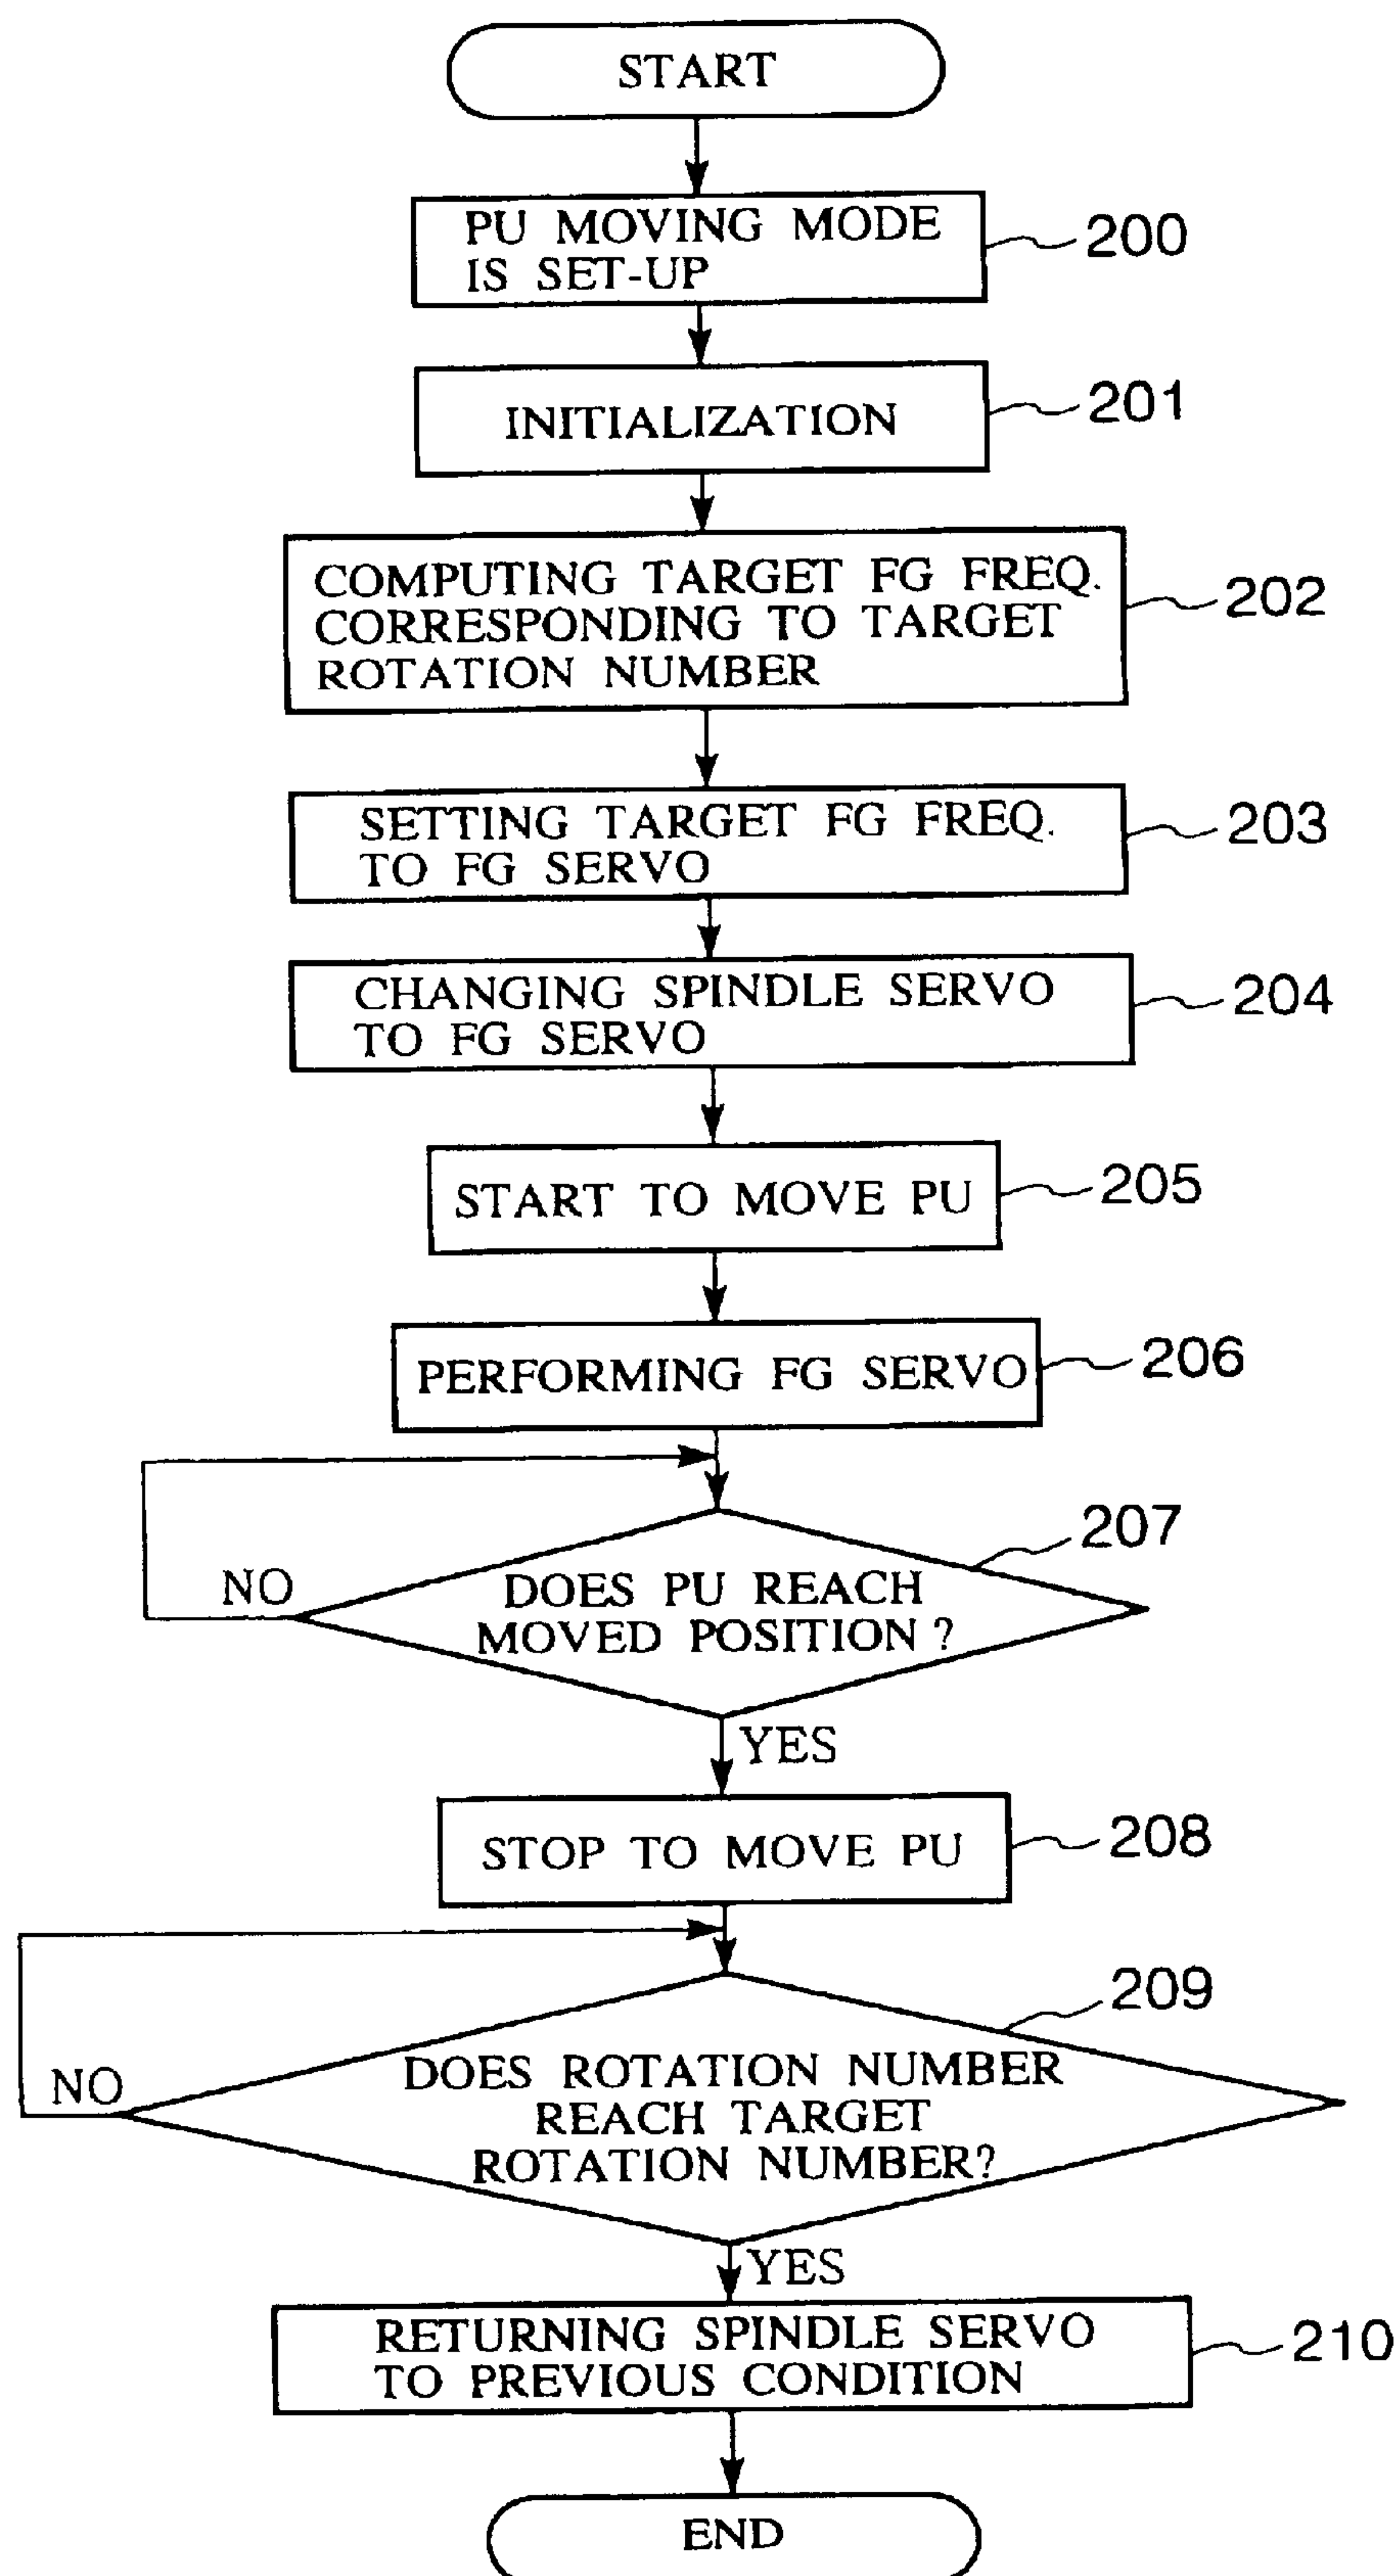 START
PU MOVING MODE
IS SET-UP
200
INITIALIZATION
201
COMPUTING TARGET FG FREQ.
CORRESPONDING TO TARGET
ROTATION NUMBER
202
SETTING TARGET FG FREQ.
TO FG SERVO
203
CHANGING SPINDLE SERVO
TO FG SERVO
204
START TO MOVE PU
205
PERFORMING FG SERVO
206
207
NO
DOES PU REACH
MOVED POSITION ?
YES
STOP TO MOVE PU
208
209
NO
DOES ROTATION NUMBER
REACH TARGET
ROTATION NUMBER?
YES
RETURNING SPINDLE SERVO
TO PREVIOUS CONDITION
210
END